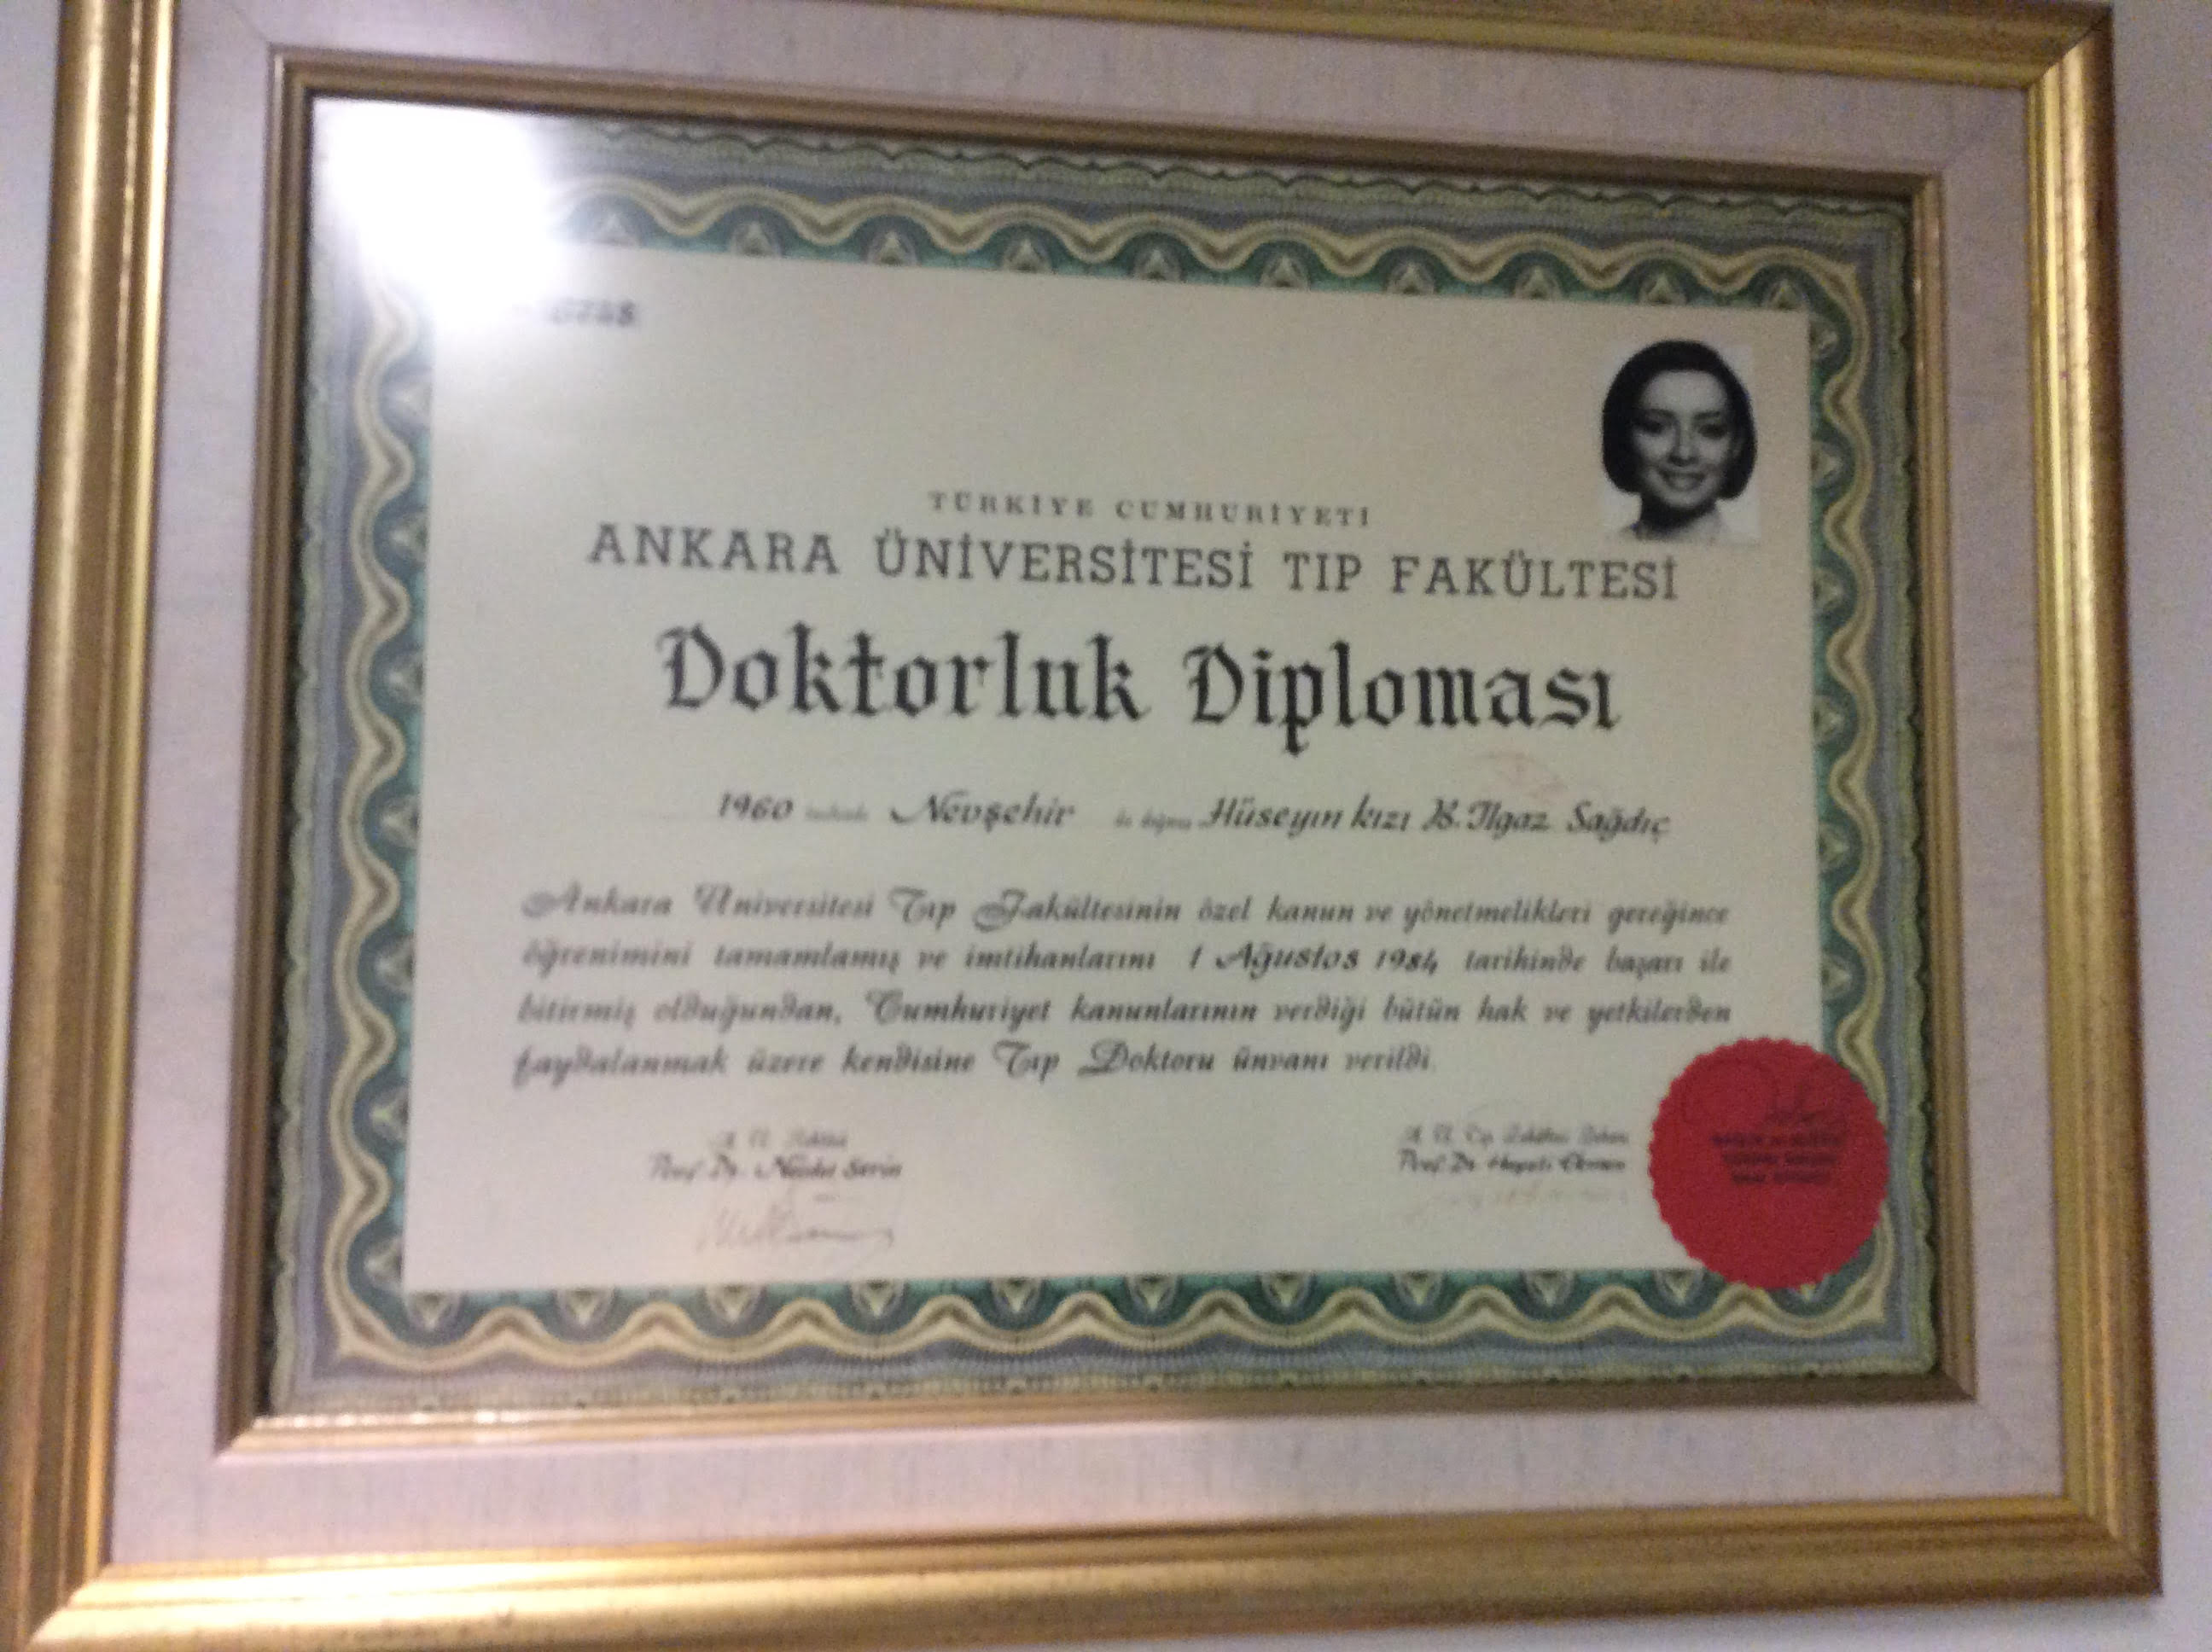 TÜRKİYE CUMHURİYETİ
ANKARA ÜNİVERSİTESİ TIP FAKÜLTESİ
Doktorluk Diploması
1960 Nevşehir Hüseyin kızı B. Ilgaz Sağdıç
Ankara Üniversitesi Tıp Fakültesinin özel kanun ve yönetmelikleri gereğince
öğrenimini tamamlamış ve imtihanlarını 1 Ağustos 1984 tarihinde başarı ile
bitirmiş olduğundan, Cumhuriyet kanunlarının verdiği bütün hak ve yetkilerden
faydalanmak üzere kendisine Tıp Doktoru ünvanı verildi.
Prof. Dr.
Prof. Dr.